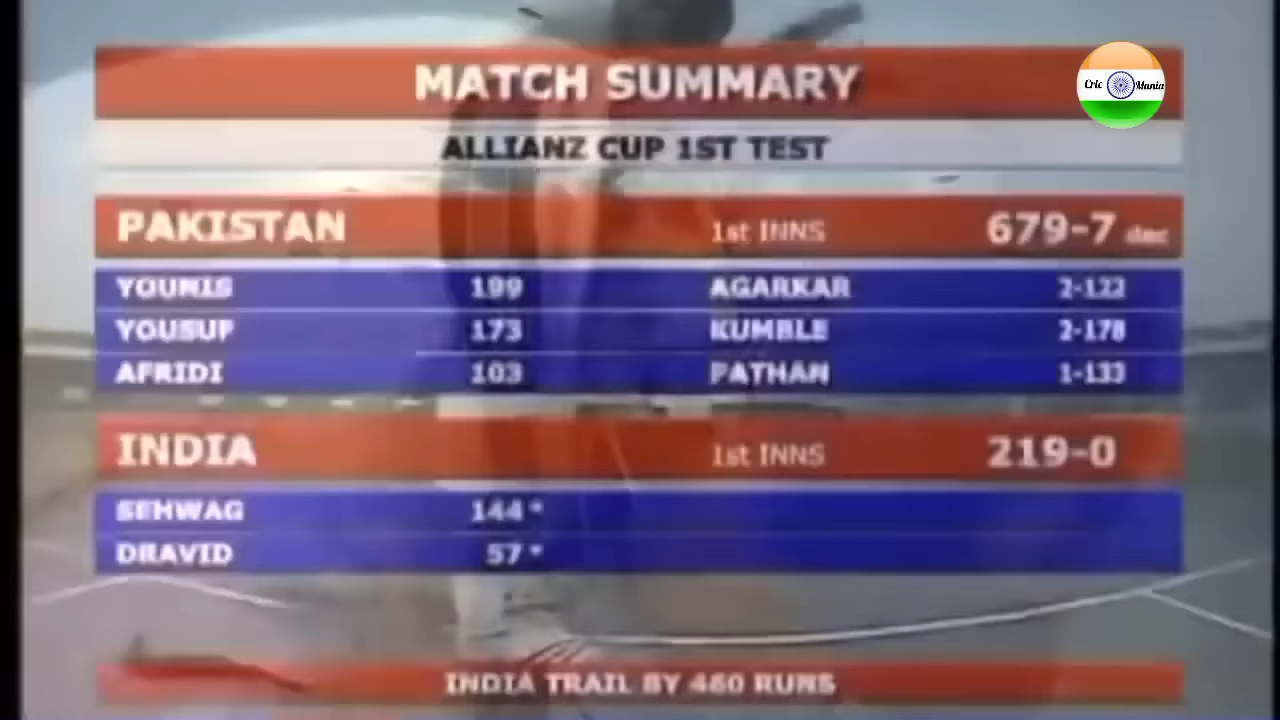 MATCH SUMMARY
Cric Mania
ALLIANZ CUP 1ST TEST
PAKISTAN 1st INNS 679-7 dec
YOUNIS 199 AGARKAR 2-122
YOUSUF 173 KUMBLE 2-178
AFRIDI 103 PATHAN 1-133
INDIA 1st INNS 219-0
SEHWAG 144*
DRAVID 57*
INDIA TRAIL BY 460 RUNS